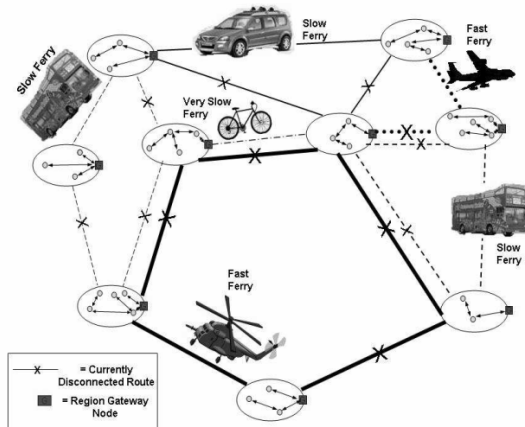 Slow
Ferry
Fast
Ferry
Slow Ferry
Very Slow
Ferry
Slow
Ferry
Fast
Ferry
X = Currently
Disconnected Route
= Region Gateway
Node